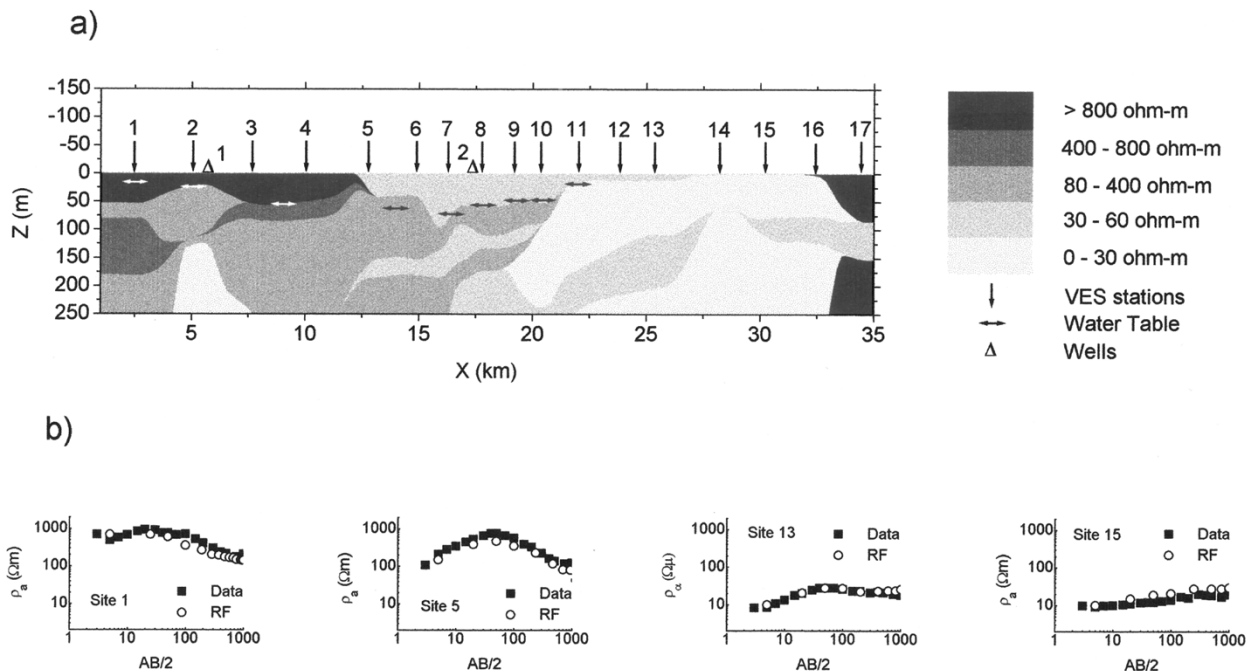 a)
-150
-100
-50
0
50
100
150
200
250
Z (m)
1 2 3 4 5 6 7 8 9 10 11 12 13 14 15 16 17
Δ 1
2 Δ
5 10 15 20 25 30 35
X (km)
> 800 ohm-m
400 - 800 ohm-m
80 - 400 ohm-m
30 - 60 ohm-m
0 - 30 ohm-m
VES stations
Water Table
Δ Wells
b)
1000
100
10
ρa (Ωm)
Data
Site 1
RF
1 10 100 1000
AB/2
1000
100
10
ρa (Ωm)
Data
Site 5
RF
1 10 100 1000
AB/2
1000
100
10
ρα (Ωμ)
Site 13
Data
RF
1 10 100 1000
AB/2
1000
100
10
ρa (Ωm)
Site 15
Data
RF
1 10 100 1000
AB/2